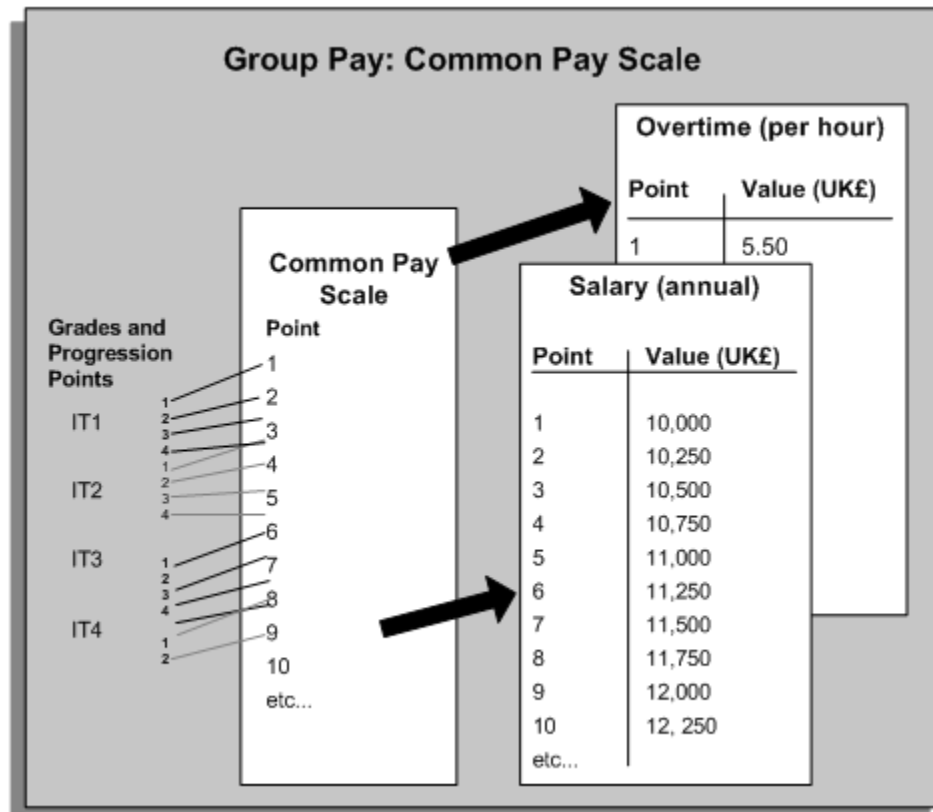 Group Pay: Common Pay Scale
Overtime (per hour)
Point Value (UK£)
1 5.50
Common Pay
Scale
Point
1
2
3
4
5
6
7
8
9
10
etc...
Grades and
Progression
Points
IT1
1
2
3
4
IT2
1
2
3
4
IT3
1
2
3
4
IT4
1
2
Salary (annual)
Point Value (UK£)
1 10,000
2 10,250
3 10,500
4 10,750
5 11,000
6 11,250
7 11,500
8 11,750
9 12,000
10 12, 250
etc...